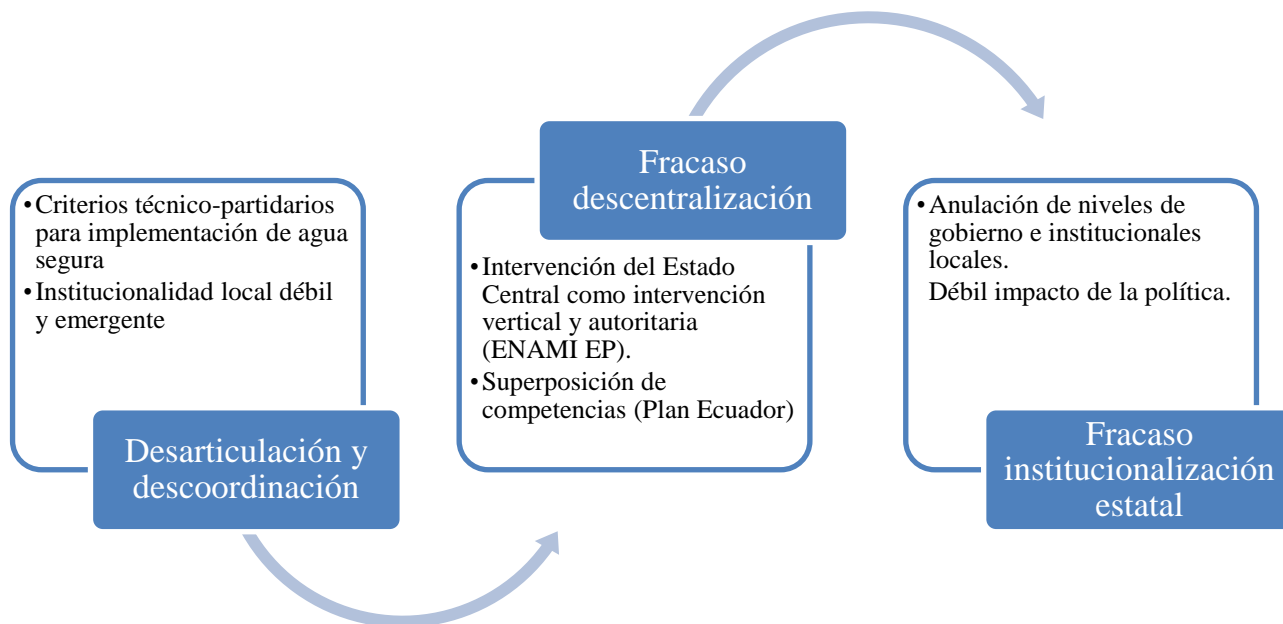 •Criterios técnico-partidarios
para implementación de agua
segura
•Institucionalidad local débil
y emergente
Desarticulación y
descoordinación
Fracaso
descentralización
•Intervención del Estado
Central como intervención
vertical y autoritaria
(ENAMI EP).
•Superposición de
competencias (Plan Ecuador)
•Anulación de niveles de
gobierno e institucionales
locales.
Débil impacto de la política.
Fracaso
institucionalización
estatal